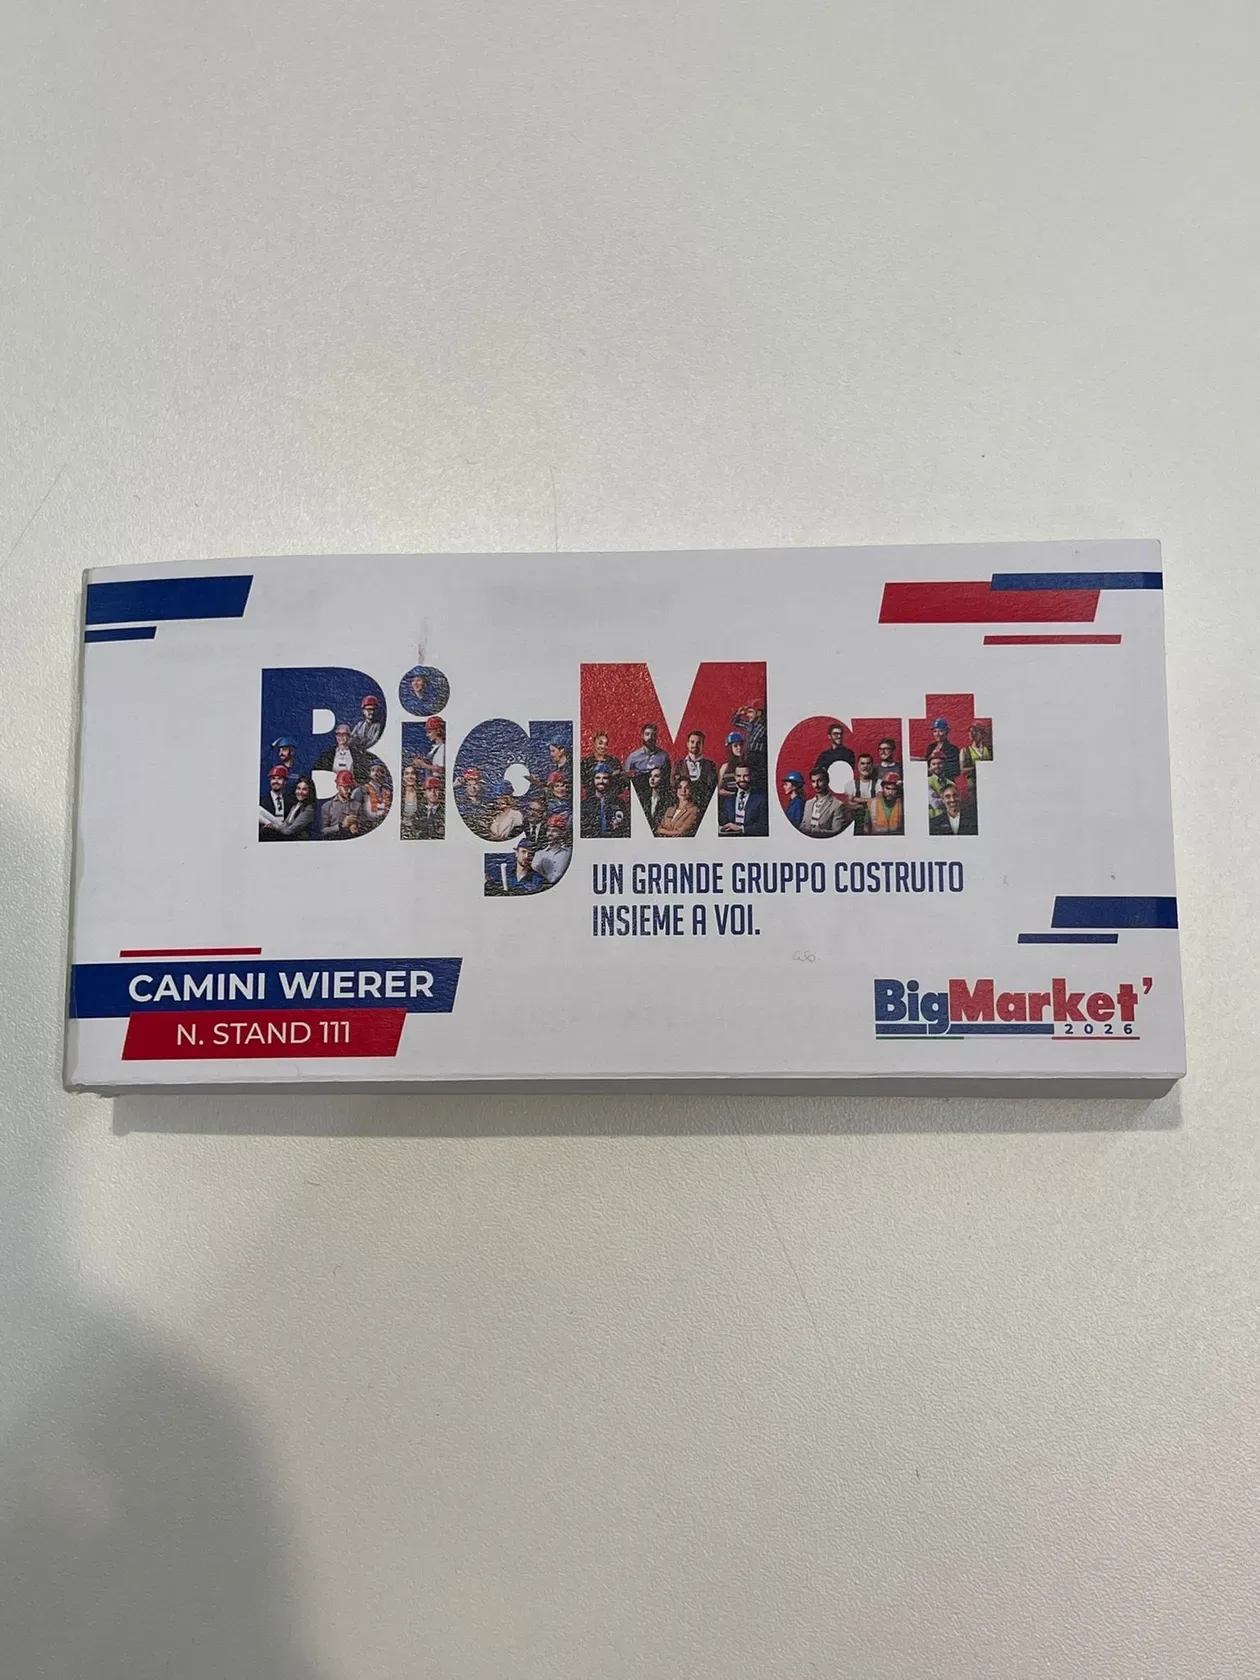 BigMat
UN GRANDE GRUPPO COSTRUITO
INSIEME A VOI.
CAMINI WIERER
N. STAND 111
BigMarket'
2026